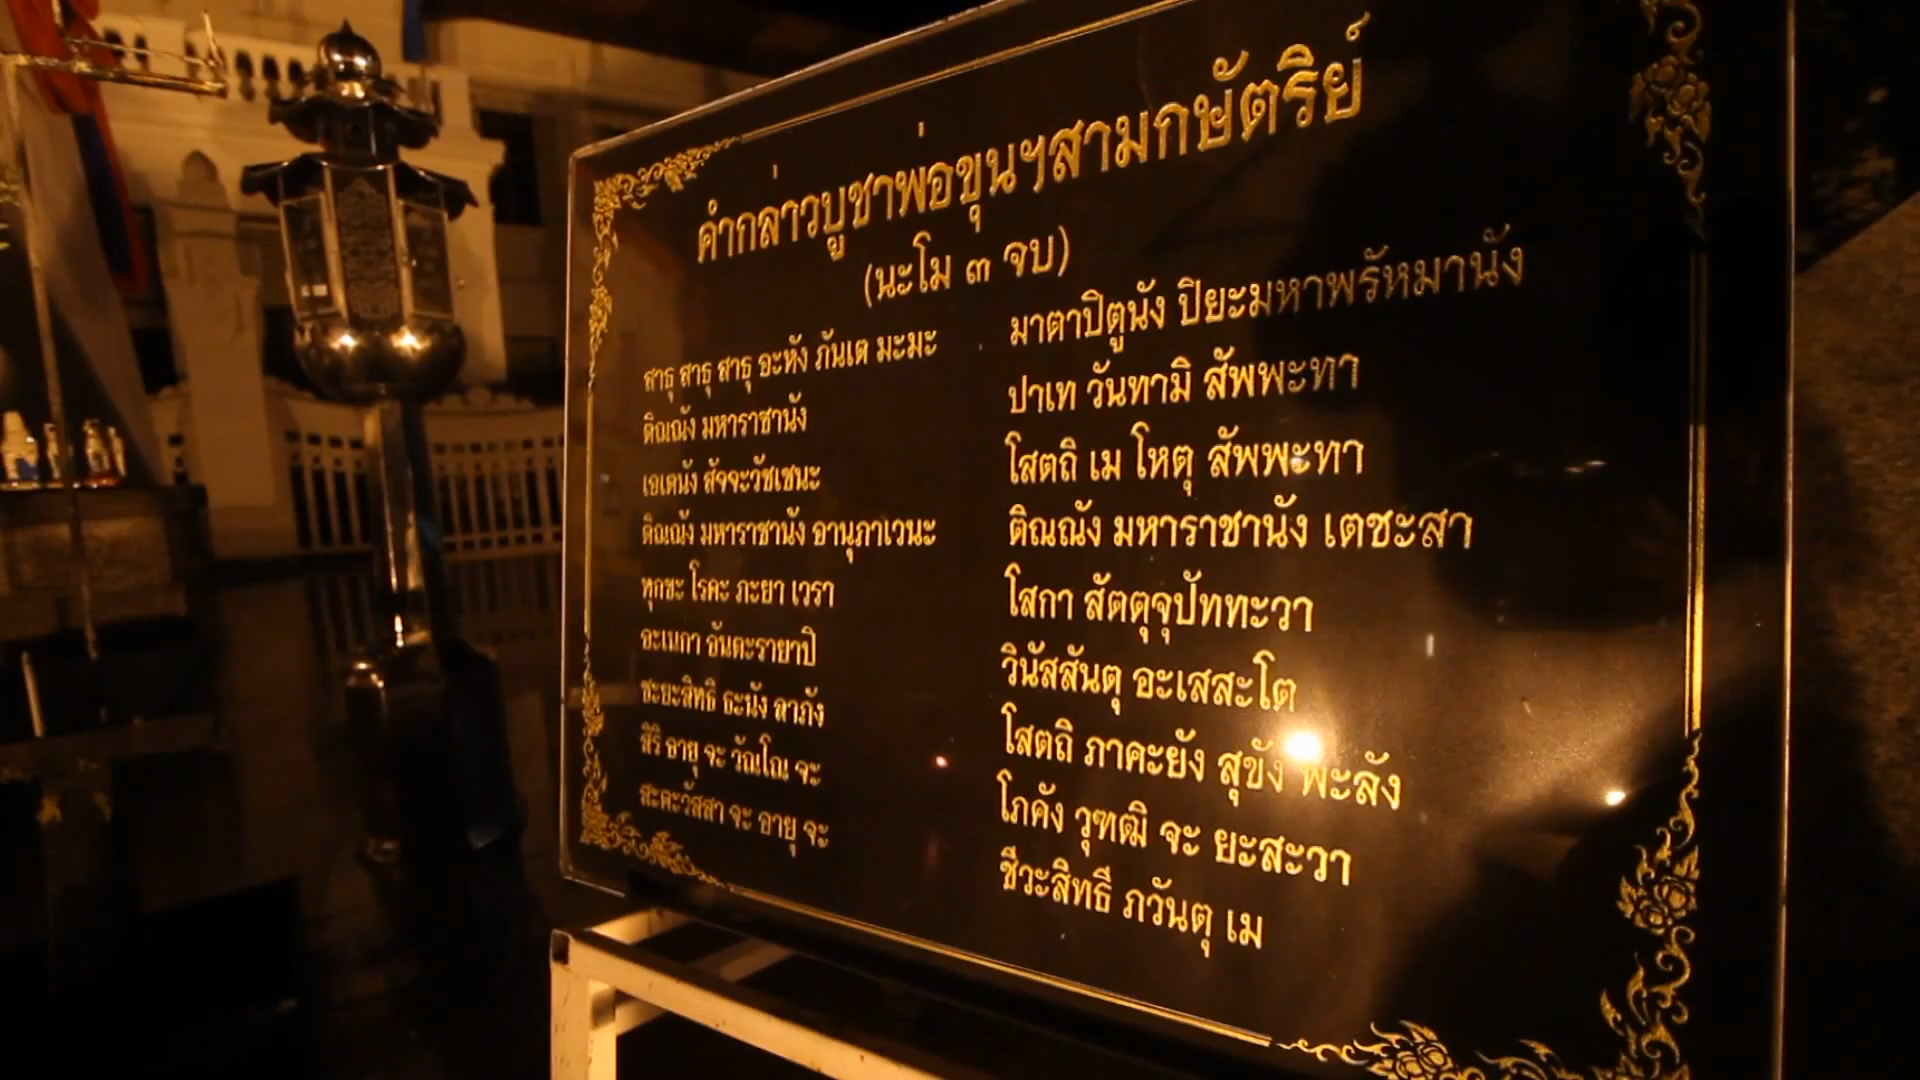 คำกล่าวบูชาพ่อขุนฯสามกษัตริย์
(นะโม ๓ จบ)
สาธุ สาธุ สาธุ อะหัง ภันเต มะมะ
ติณณัง มหาราชานัง
เอเตนัง สัจจะวัชเชนะ
ติณณัง มหาราชานัง อานุภาเวนะ
ทุกขะ โรคะ ภะยา เวรา
อะเนกา อันตะรายาปิ
ชะยะสิทธิ ธะนัง ลาภัง
สิริ อายุ จะ วัณโณ จะ
สะตะวัสสา จะ อายุ จะ
มาตาปิตูนัง ปิยะมหาพรัหมานัง
ปาเท วันทามิ สัพพะทา
โสตถิ เม โหตุ สัพพะทา
ติณณัง มหาราชานัง เตชะสา
โสกา สัตตุจุปัททะวา
วินัสสันตุ อะเสสะโต
โสตถิ ภาคะยัง สุขัง พะลัง
โภคัง วุฑฒิ จะ ยะสะวา
ชีวะสิทธี ภวันตุ เม